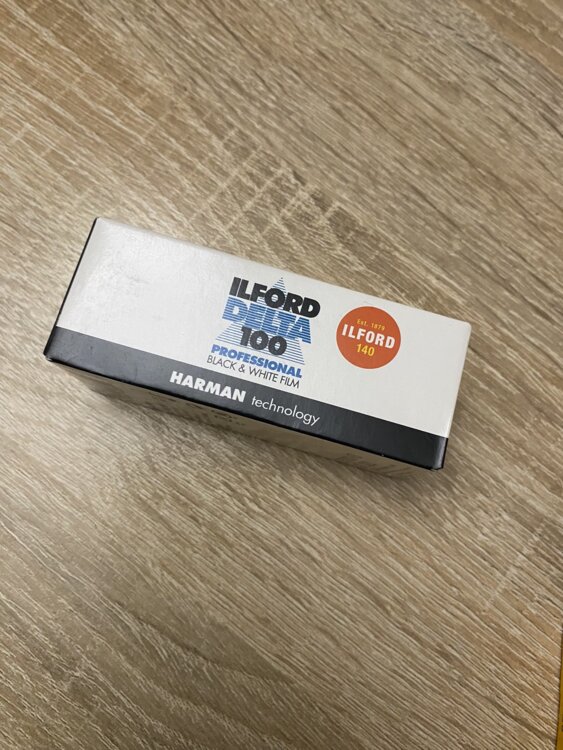 ILFORD
DELTA
100
PROFESSIONAL
BLACK & WHITE FILM
Est. 1879
ILFORD
140
HARMAN technology